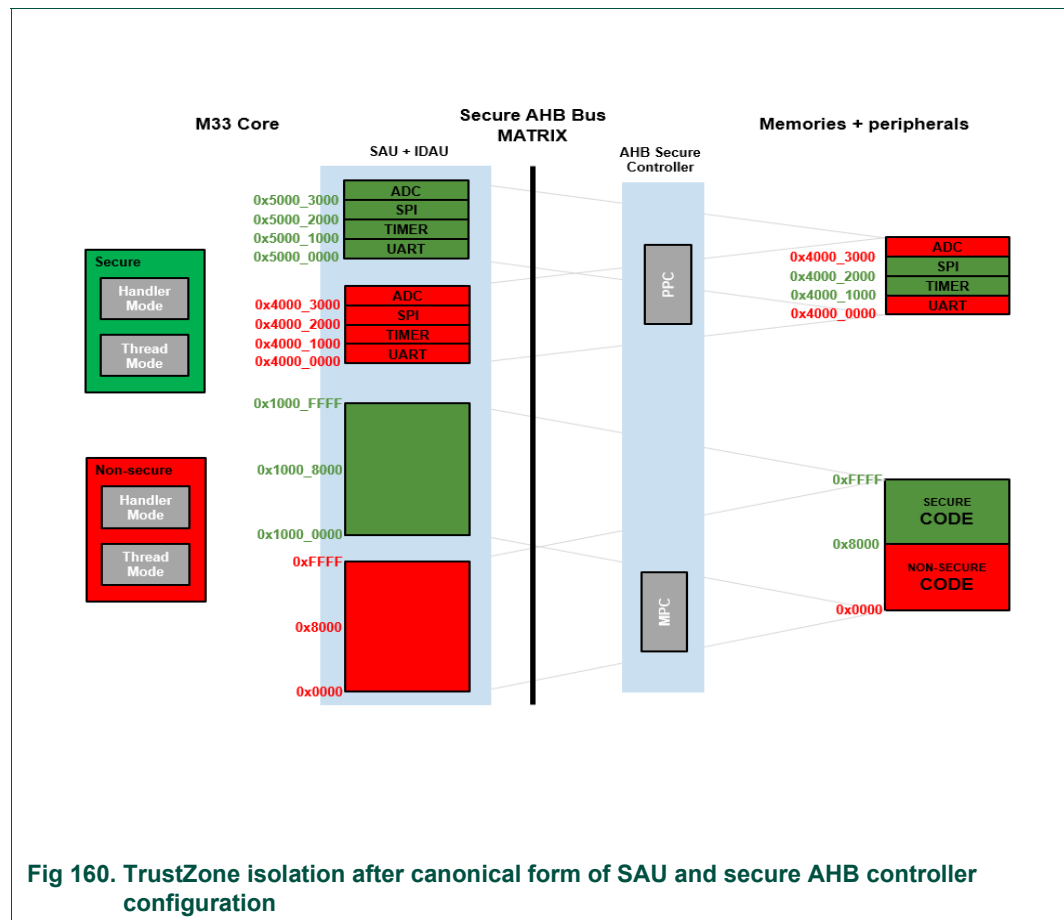 M33 Core
Secure AHB Bus
MATRIX
Memories + peripherals
SAU + IDAU
AHB Secure
Controller
ADC
0x5000_3000
SPI
0x5000_2000
TIMER
0x5000_1000
UART
0x5000_0000
Secure
Handler
Mode
Thread
Mode
ADC
0x4000_3000
SPI
0x4000_2000
TIMER
0x4000_1000
UART
0x4000_0000
PPC
ADC
0x4000_3000
SPI
0x4000_2000
TIMER
0x4000_1000
UART
0x4000_0000
0x1000_FFFF
0x1000_8000
0x1000_0000
Non-secure
Handler
Mode
Thread
Mode
0xFFFF
0x8000
0x0000
MPC
0xFFFF
SECURE
CODE
0x8000
NON-SECURE
CODE
0x0000
Fig 160. TrustZone isolation after canonical form of SAU and secure AHB controller
configuration